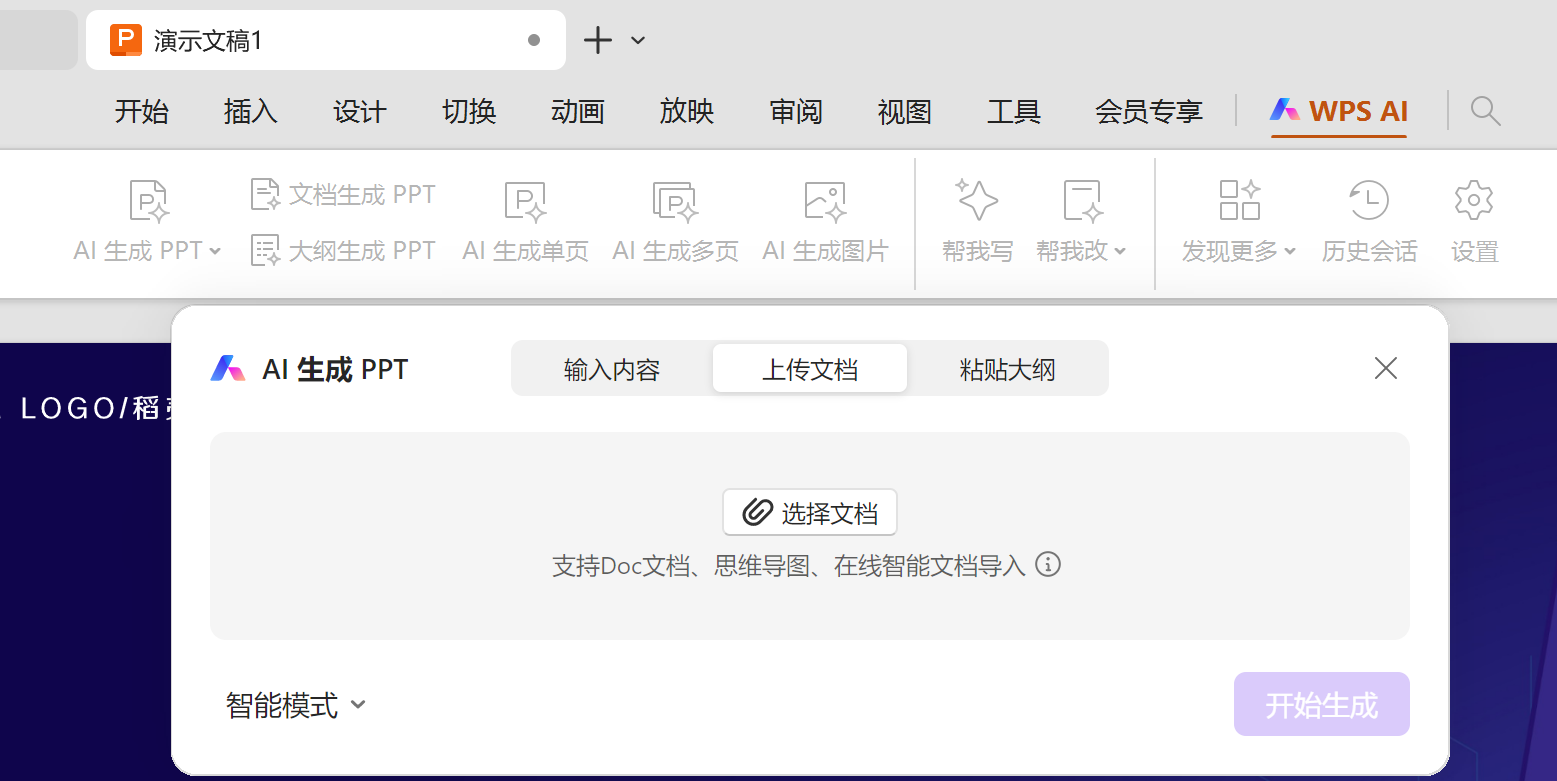 演示文稿1
开始 插入 设计 切换 动画 放映 审阅 视图 工具 会员专享 WPS AI
文档生成 PPT
AI 生成 PPT 大纲生成 PPT AI 生成单页 AI 生成多页 AI 生成图片 帮我写 帮我改 发现更多 历史会话 设置
AI 生成 PPT 输入内容 上传文档 粘贴大纲
LOGO/稻
选择文档
支持Doc文档、思维导图、在线智能文档导入
智能模式 开始生成